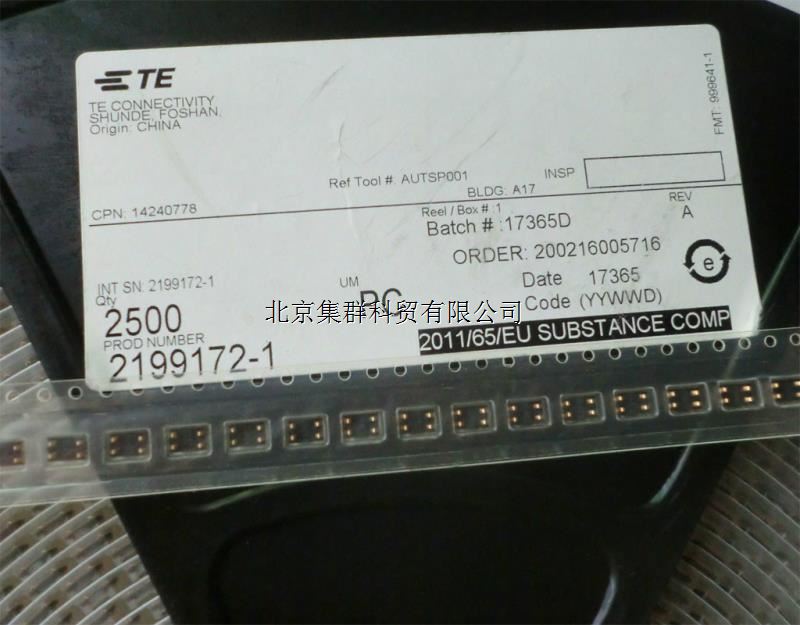 TE
TE CONNECTIVITY
SHUNDE, FOSHAN,
Origin: CHINA
FMT: 999641-1
Ref Tool #: AUTSP001
INSP
BLDG: A17
CPN: 14240778
Reel / Box # :1
REV
A
Batch # :17365D
ORDER: 200216005716
e
INT SN: 2199172-1
UM
PC
Date 17365
Code (YYWWD)
Qty
2500
北京集群科贸有限公司
PROD NUMBER
2199172-1
2011/65/EU SUBSTANCE COMP